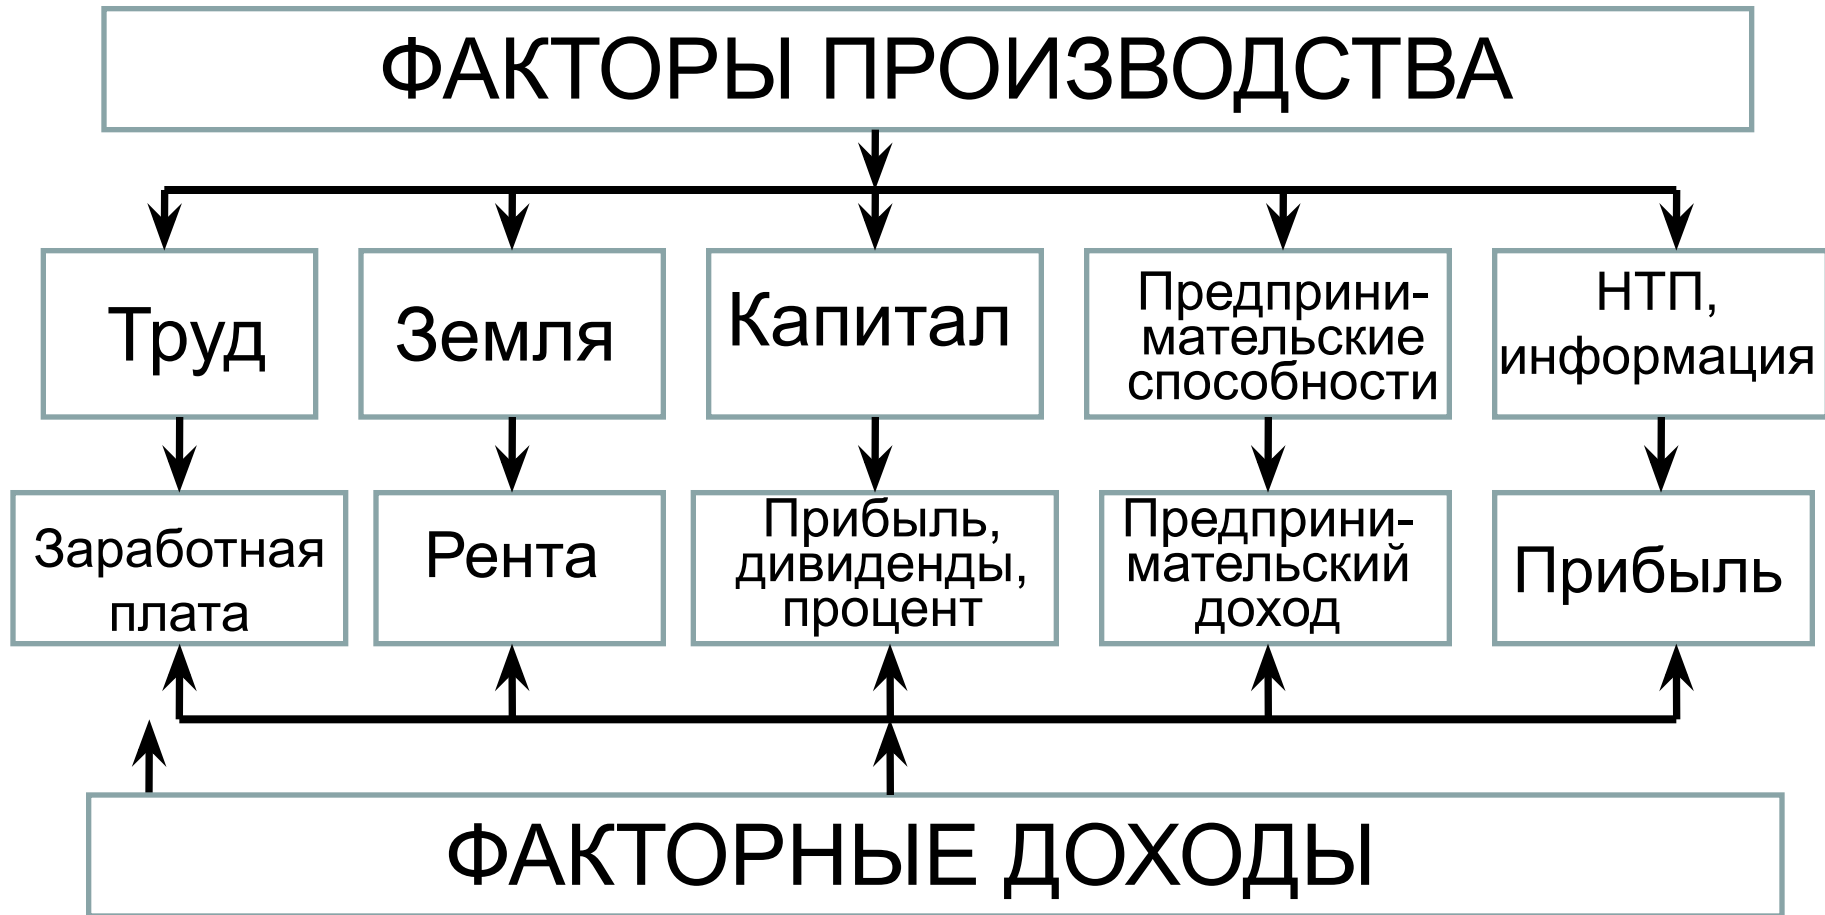 ФАКТОРЫ ПРОИЗВОДСТВА
Труд
Земля
Капитал
Предприни-
мательские
способности
НТП,
информация
Заработная
плата
Рента
Прибыль,
дивиденды,
процент
Предприни-
мательский
доход
Прибыль
ФАКТОРНЫЕ ДОХОДЫ